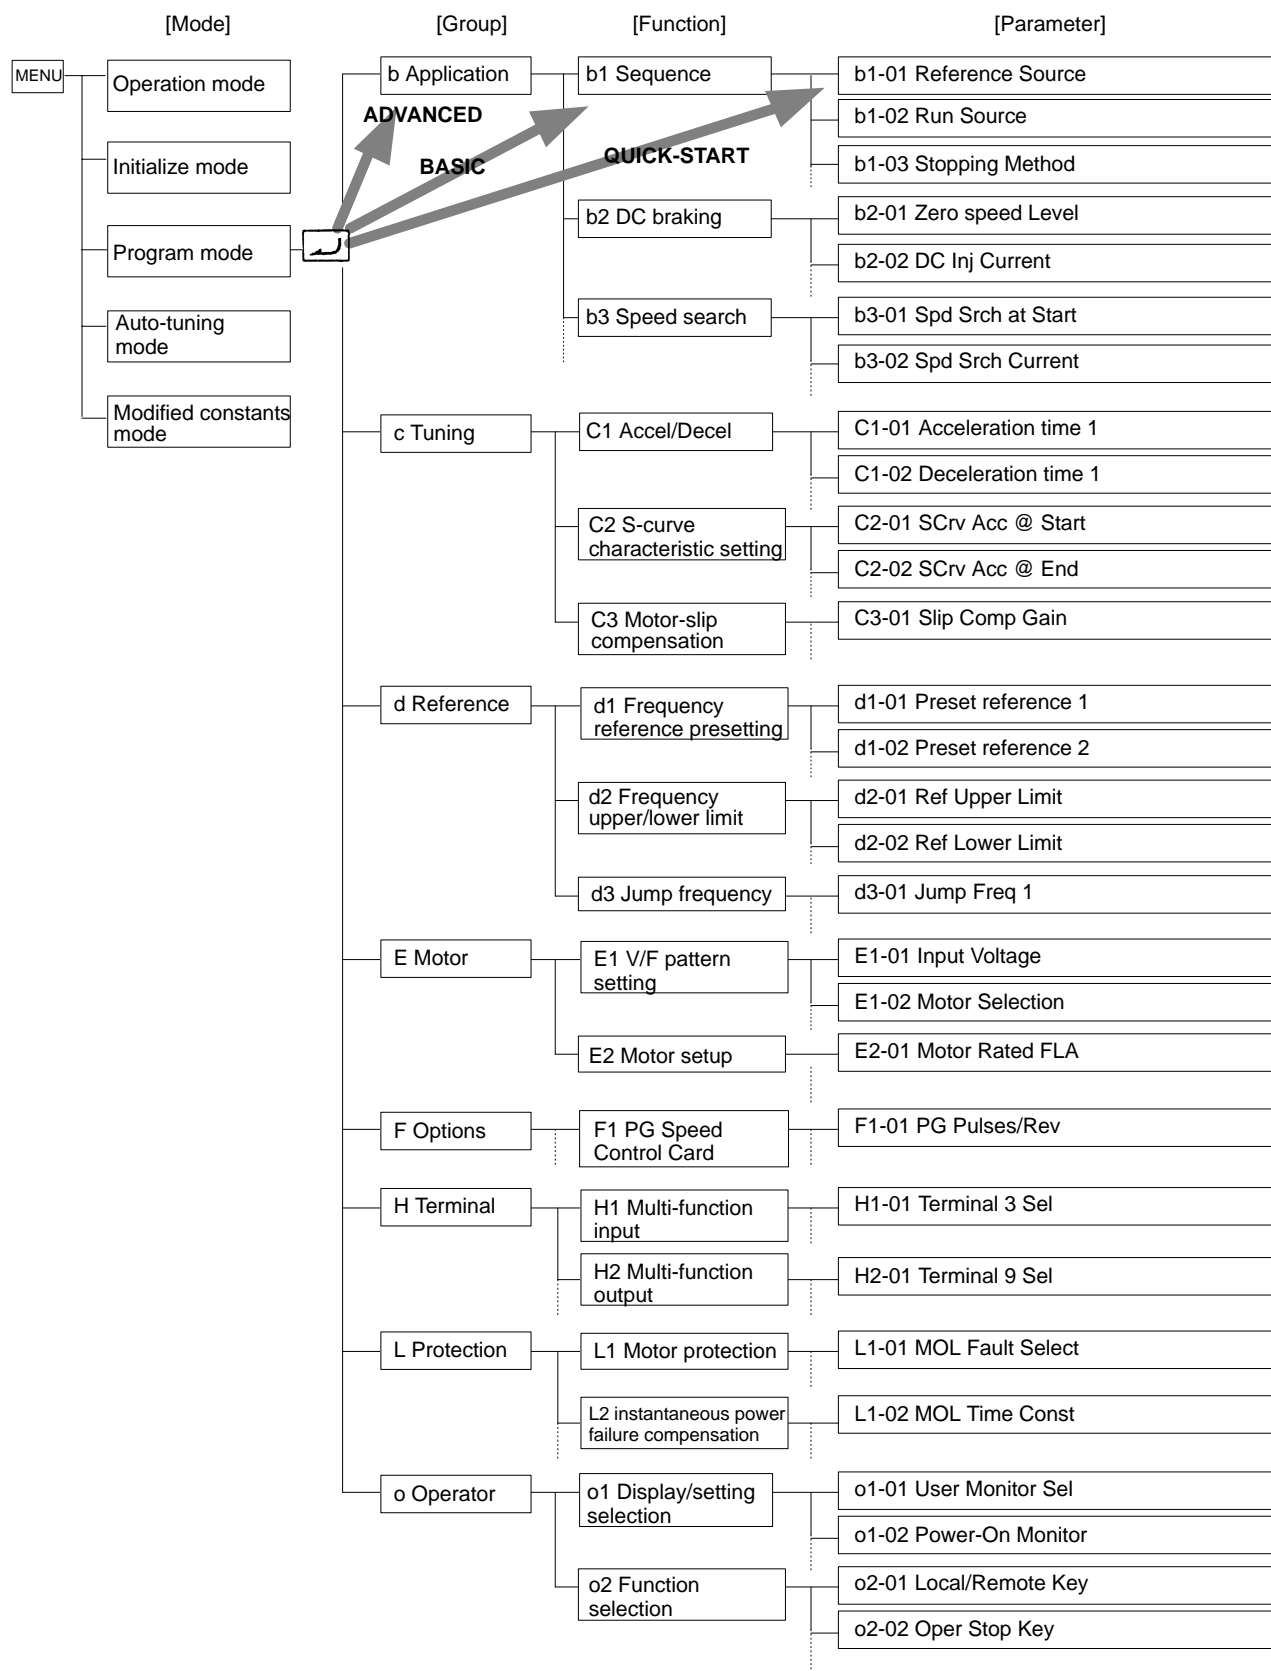 [Mode] [Group] [Function] [Parameter]
MENU
Operation mode
Initialize mode
Program mode
Auto-tuning
mode
Modified constants
mode
ADVANCED
BASIC
QUICK-START
b Application
b1 Sequence
b1-01 Reference Source
b1-02 Run Source
b1-03 Stopping Method
b2 DC braking
b2-01 Zero speed Level
b2-02 DC Inj Current
b3 Speed search
b3-01 Spd Srch at Start
b3-02 Spd Srch Current
c Tuning
C1 Accel/Decel
C1-01 Acceleration time 1
C1-02 Deceleration time 1
C2 S-curve
characteristic setting
C2-01 SCrv Acc @ Start
C2-02 SCrv Acc @ End
C3 Motor-slip
compensation
C3-01 Slip Comp Gain
d Reference
d1 Frequency
reference presetting
d1-01 Preset reference 1
d1-02 Preset reference 2
d2 Frequency
upper/lower limit
d2-01 Ref Upper Limit
d2-02 Ref Lower Limit
d3 Jump frequency
d3-01 Jump Freq 1
E Motor
E1 V/F pattern
setting
E1-01 Input Voltage
E1-02 Motor Selection
E2 Motor setup
E2-01 Motor Rated FLA
F Options
F1 PG Speed
Control Card
F1-01 PG Pulses/Rev
H Terminal
H1 Multi-function
input
H1-01 Terminal 3 Sel
H2 Multi-function
output
H2-01 Terminal 9 Sel
L Protection
L1 Motor protection
L1-01 MOL Fault Select
L2 instantaneous power
failure compensation
L1-02 MOL Time Const
o Operator
o1 Display/setting
selection
o1-01 User Monitor Sel
o1-02 Power-On Monitor
o2 Function
selection
o2-01 Local/Remote Key
o2-02 Oper Stop Key